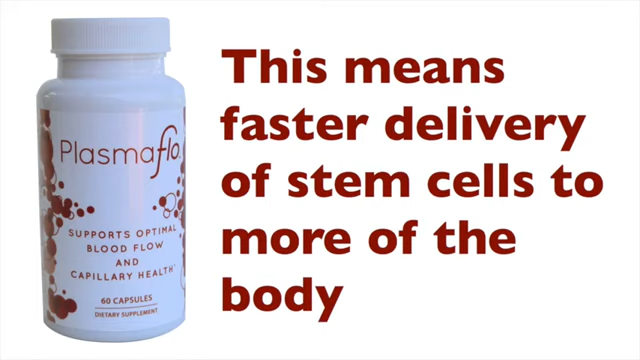 Plasmaflo
SUPPORTS OPTIMAL
BLOOD FLOW
AND
CAPILLARY HEALTH*
60 CAPSULES
DIETARY SUPPLEMENT
This means
faster delivery
of stem cells to
more of the
body